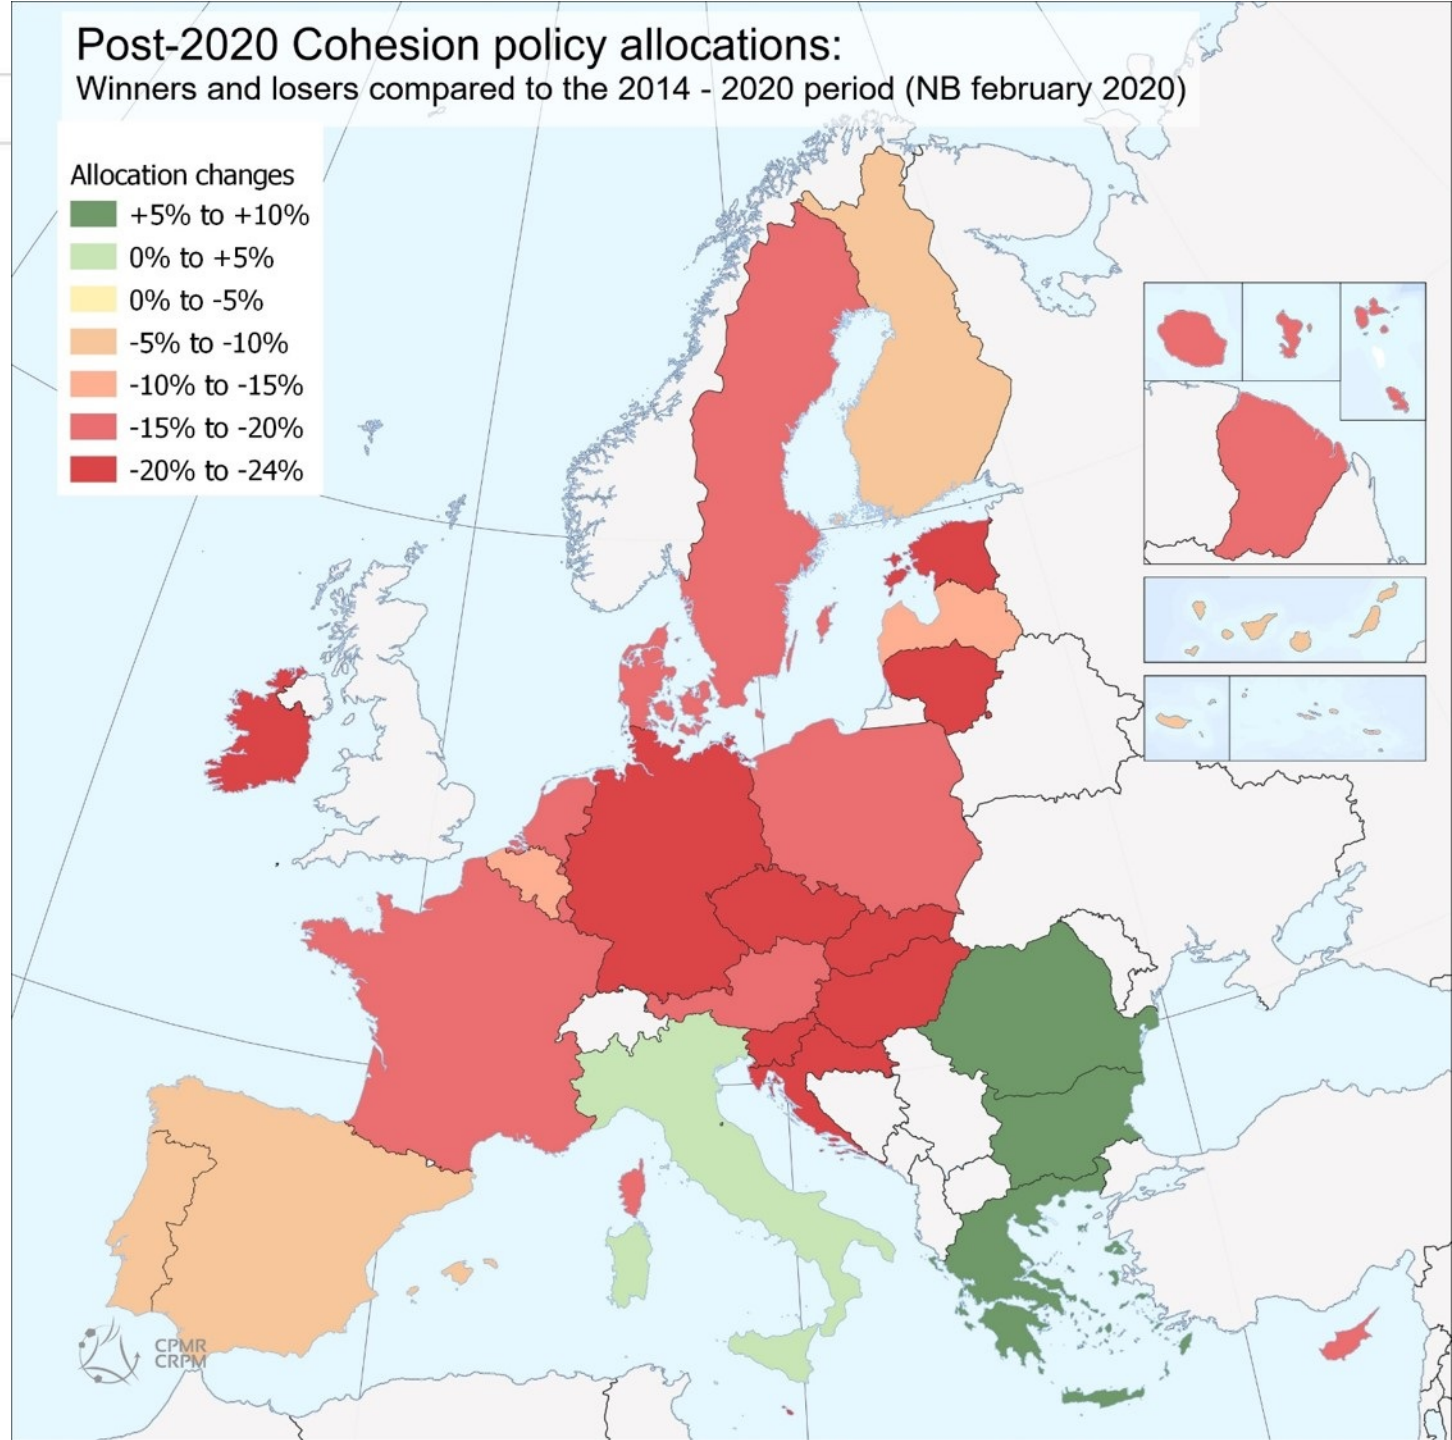 Post-2020 Cohesion policy allocations:
Winners and losers compared to the 2014 - 2020 period (NB february 2020)
Allocation changes
+5% to +10%
0% to +5%
0% to -5%
-5% to -10%
-10% to -15%
-15% to -20%
-20% to -24%
CPMR
CRPM